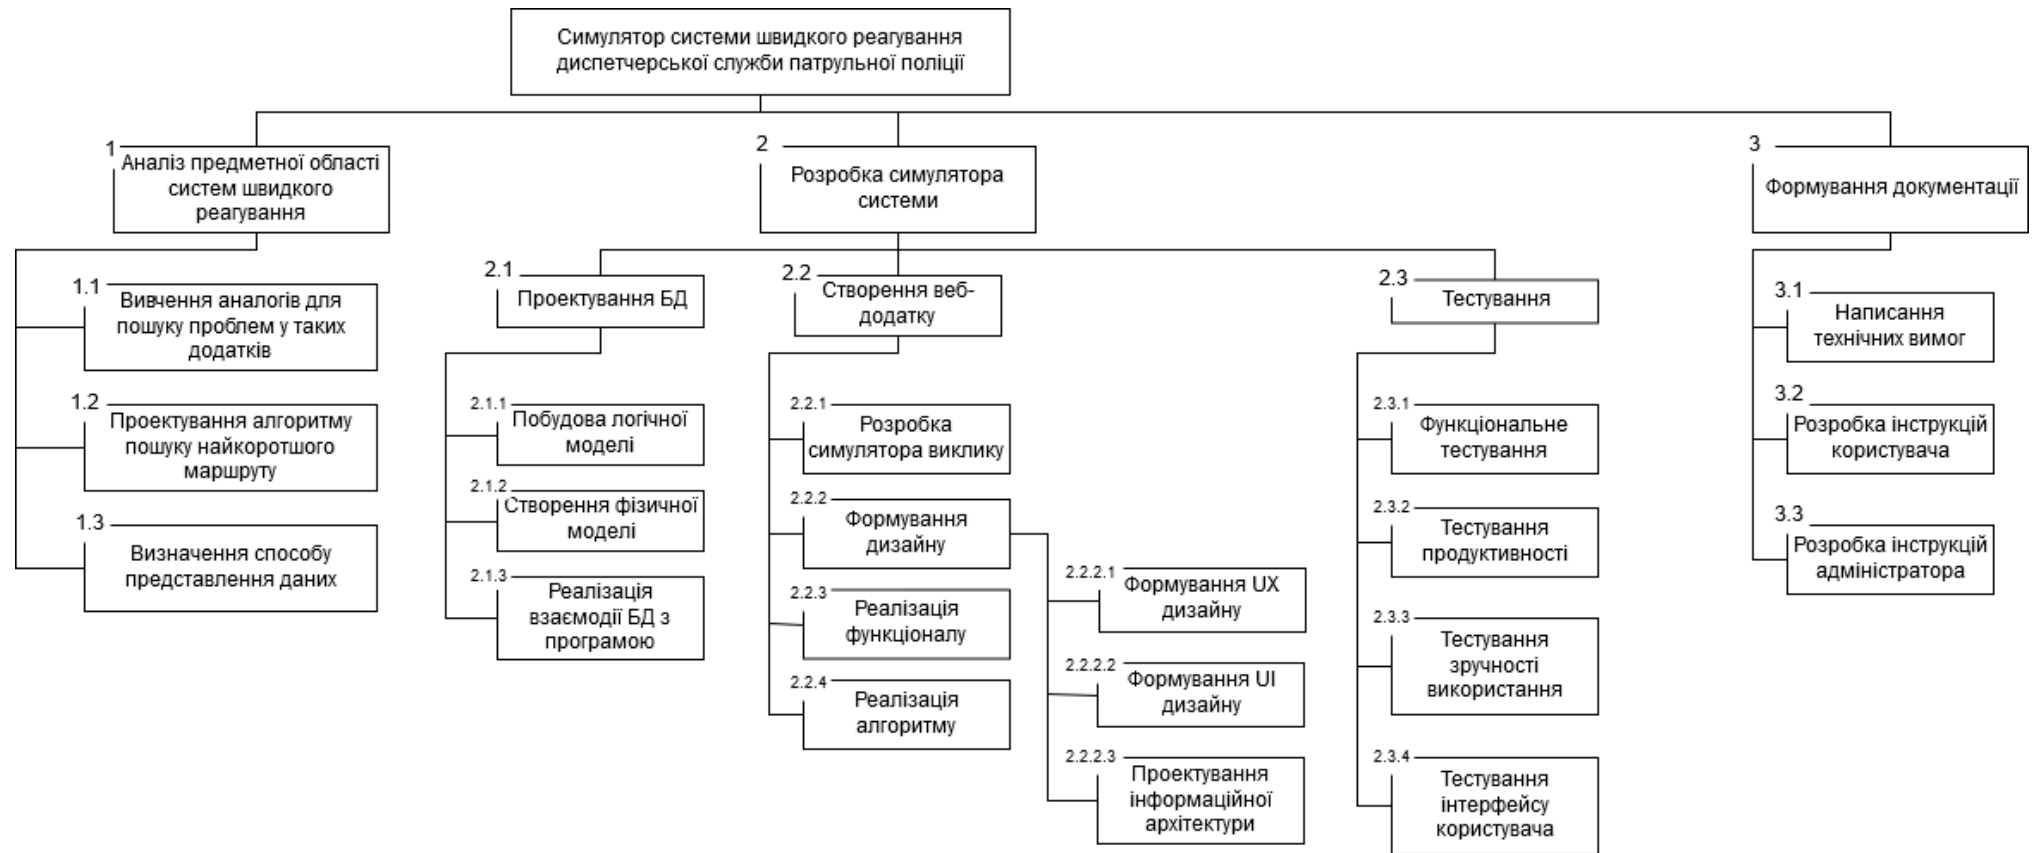 Симулятор системи швидкого реагування
диспетчерської служби патрульної поліції
1
Аналіз предметної області
систем швидкого
реагування
1.1
Вивчення аналогів для
пошуку проблем у таких
додатків
1.2
Проектування алгоритму
пошуку найкоротшого
маршруту
1.3
Визначення способу
представлення даних
2
Розробка симулятора
системи
2.1
Проектування БД
2.1.1
Побудова логічної
моделі
2.1.2
Створення фізичної
моделі
2.1.3
Реалізація
взаємодії БД з
програмою
2.2
Створення веб-
додатку
2.2.1
Розробка
симулятора виклику
2.2.2
Формування
дизайну
2.2.2.1
Формування UX
дизайну
2.2.2.2
Формування UI
дизайну
2.2.2.3
Проектування
інформаційної
архітектури
2.2.3
Реалізація
функціоналу
2.2.4
Реалізація
алгоритму
2.3
Тестування
2.3.1
Функціональне
тестування
2.3.2
Тестування
продуктивності
2.3.3
Тестування
зручності
використання
2.3.4
Тестування
інтерфейсу
користувача
3
Формування документації
3.1
Написання
технічних вимог
3.2
Розробка інструкцій
користувача
3.3
Розробка інструкцій
адміністратора